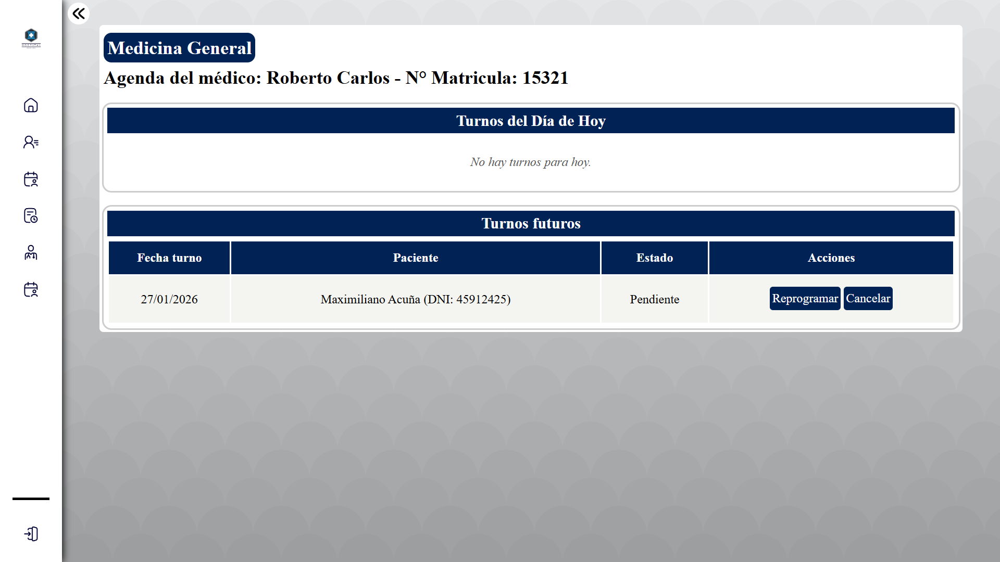 HOSPITAL
Medicina General
Agenda del médico: Roberto Carlos - N° Matricula: 15321
Turnos del Día de Hoy
No hay turnos para hoy.
Turnos futuros
Fecha turno Paciente Estado Acciones
27/01/2026 Maximiliano Acuña (DNI: 45912425) Pendiente Reprogramar Cancelar